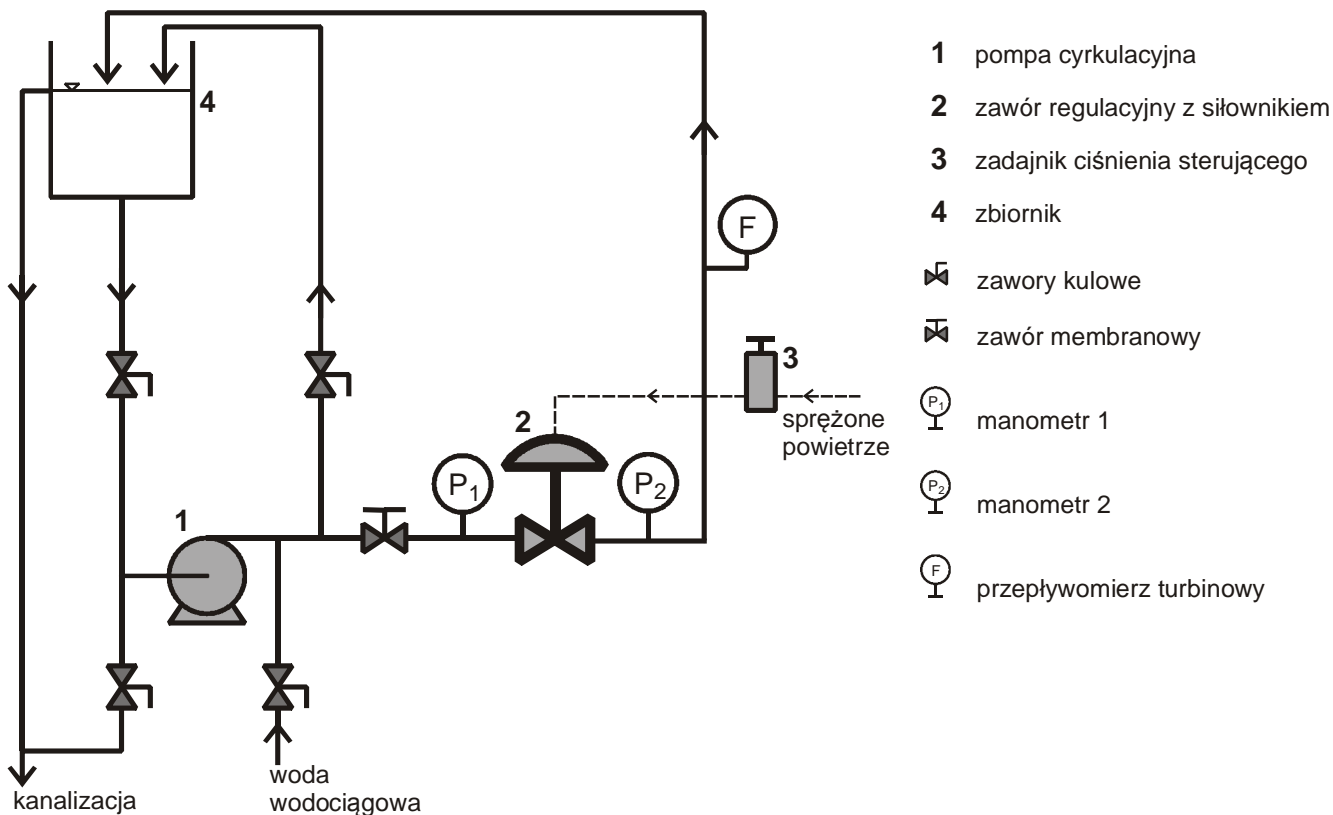 4
F
3
sprężone
powietrze
2
P1
P2
1
woda
wodociągowa
kanalizacja
1 pompa cyrkulacyjna
2 zawór regulacyjny z siłownikiem
3 zadajnik ciśnienia sterującego
4 zbiornik
zawory kulowe
zawór membranowy
P1 manometr 1
P2 manometr 2
F przepływomierz turbinowy